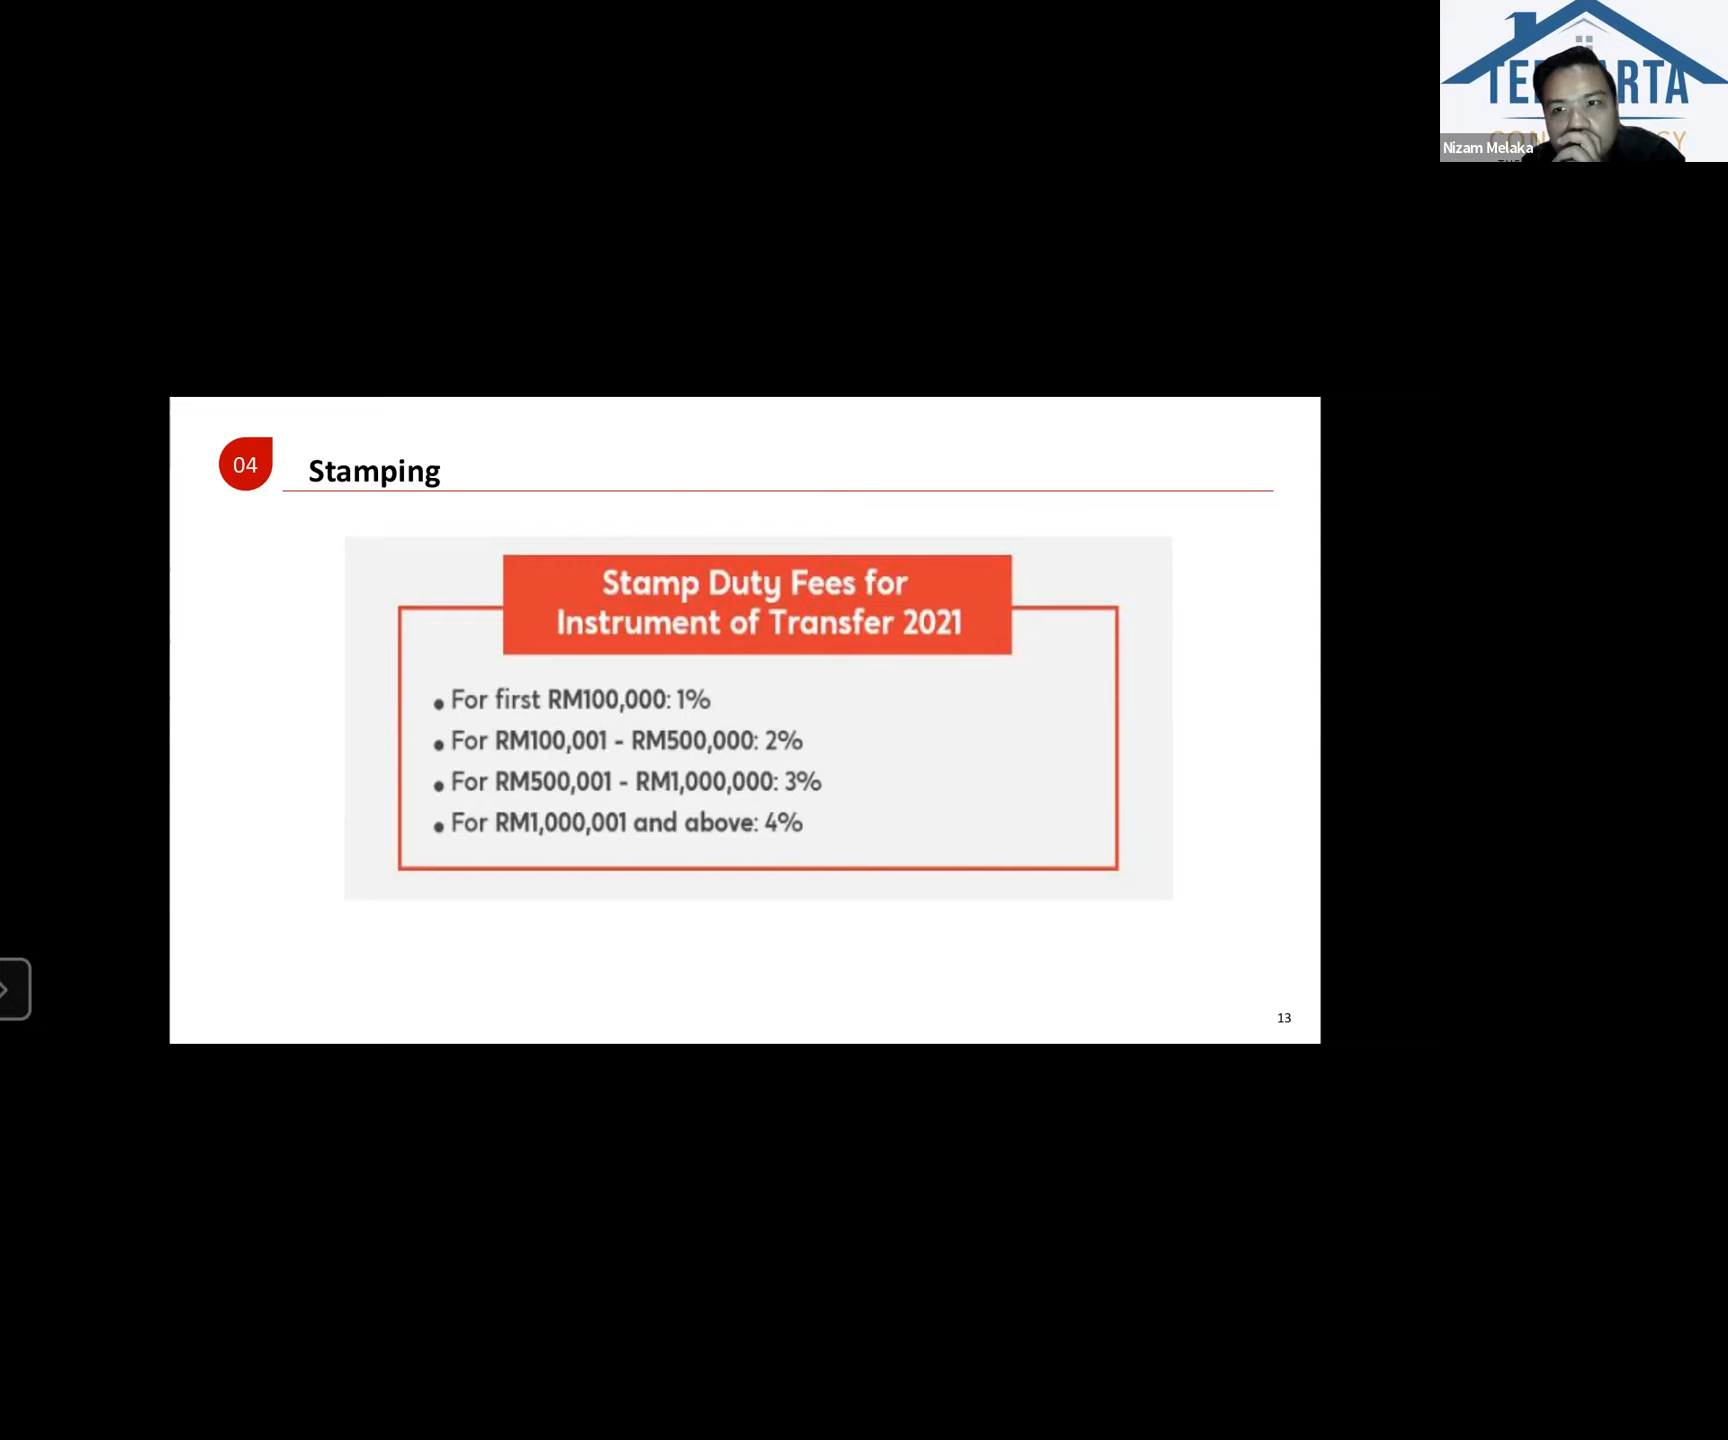 Nizam Melaka
04
Stamping
Stamp Duty Fees for
Instrument of Transfer 2021
• For first RM100,000: 1%
• For RM100,001 - RM500,000: 2%
• For RM500,001 - RM1,000,000: 3%
• For RM1,000,001 and above: 4%
13